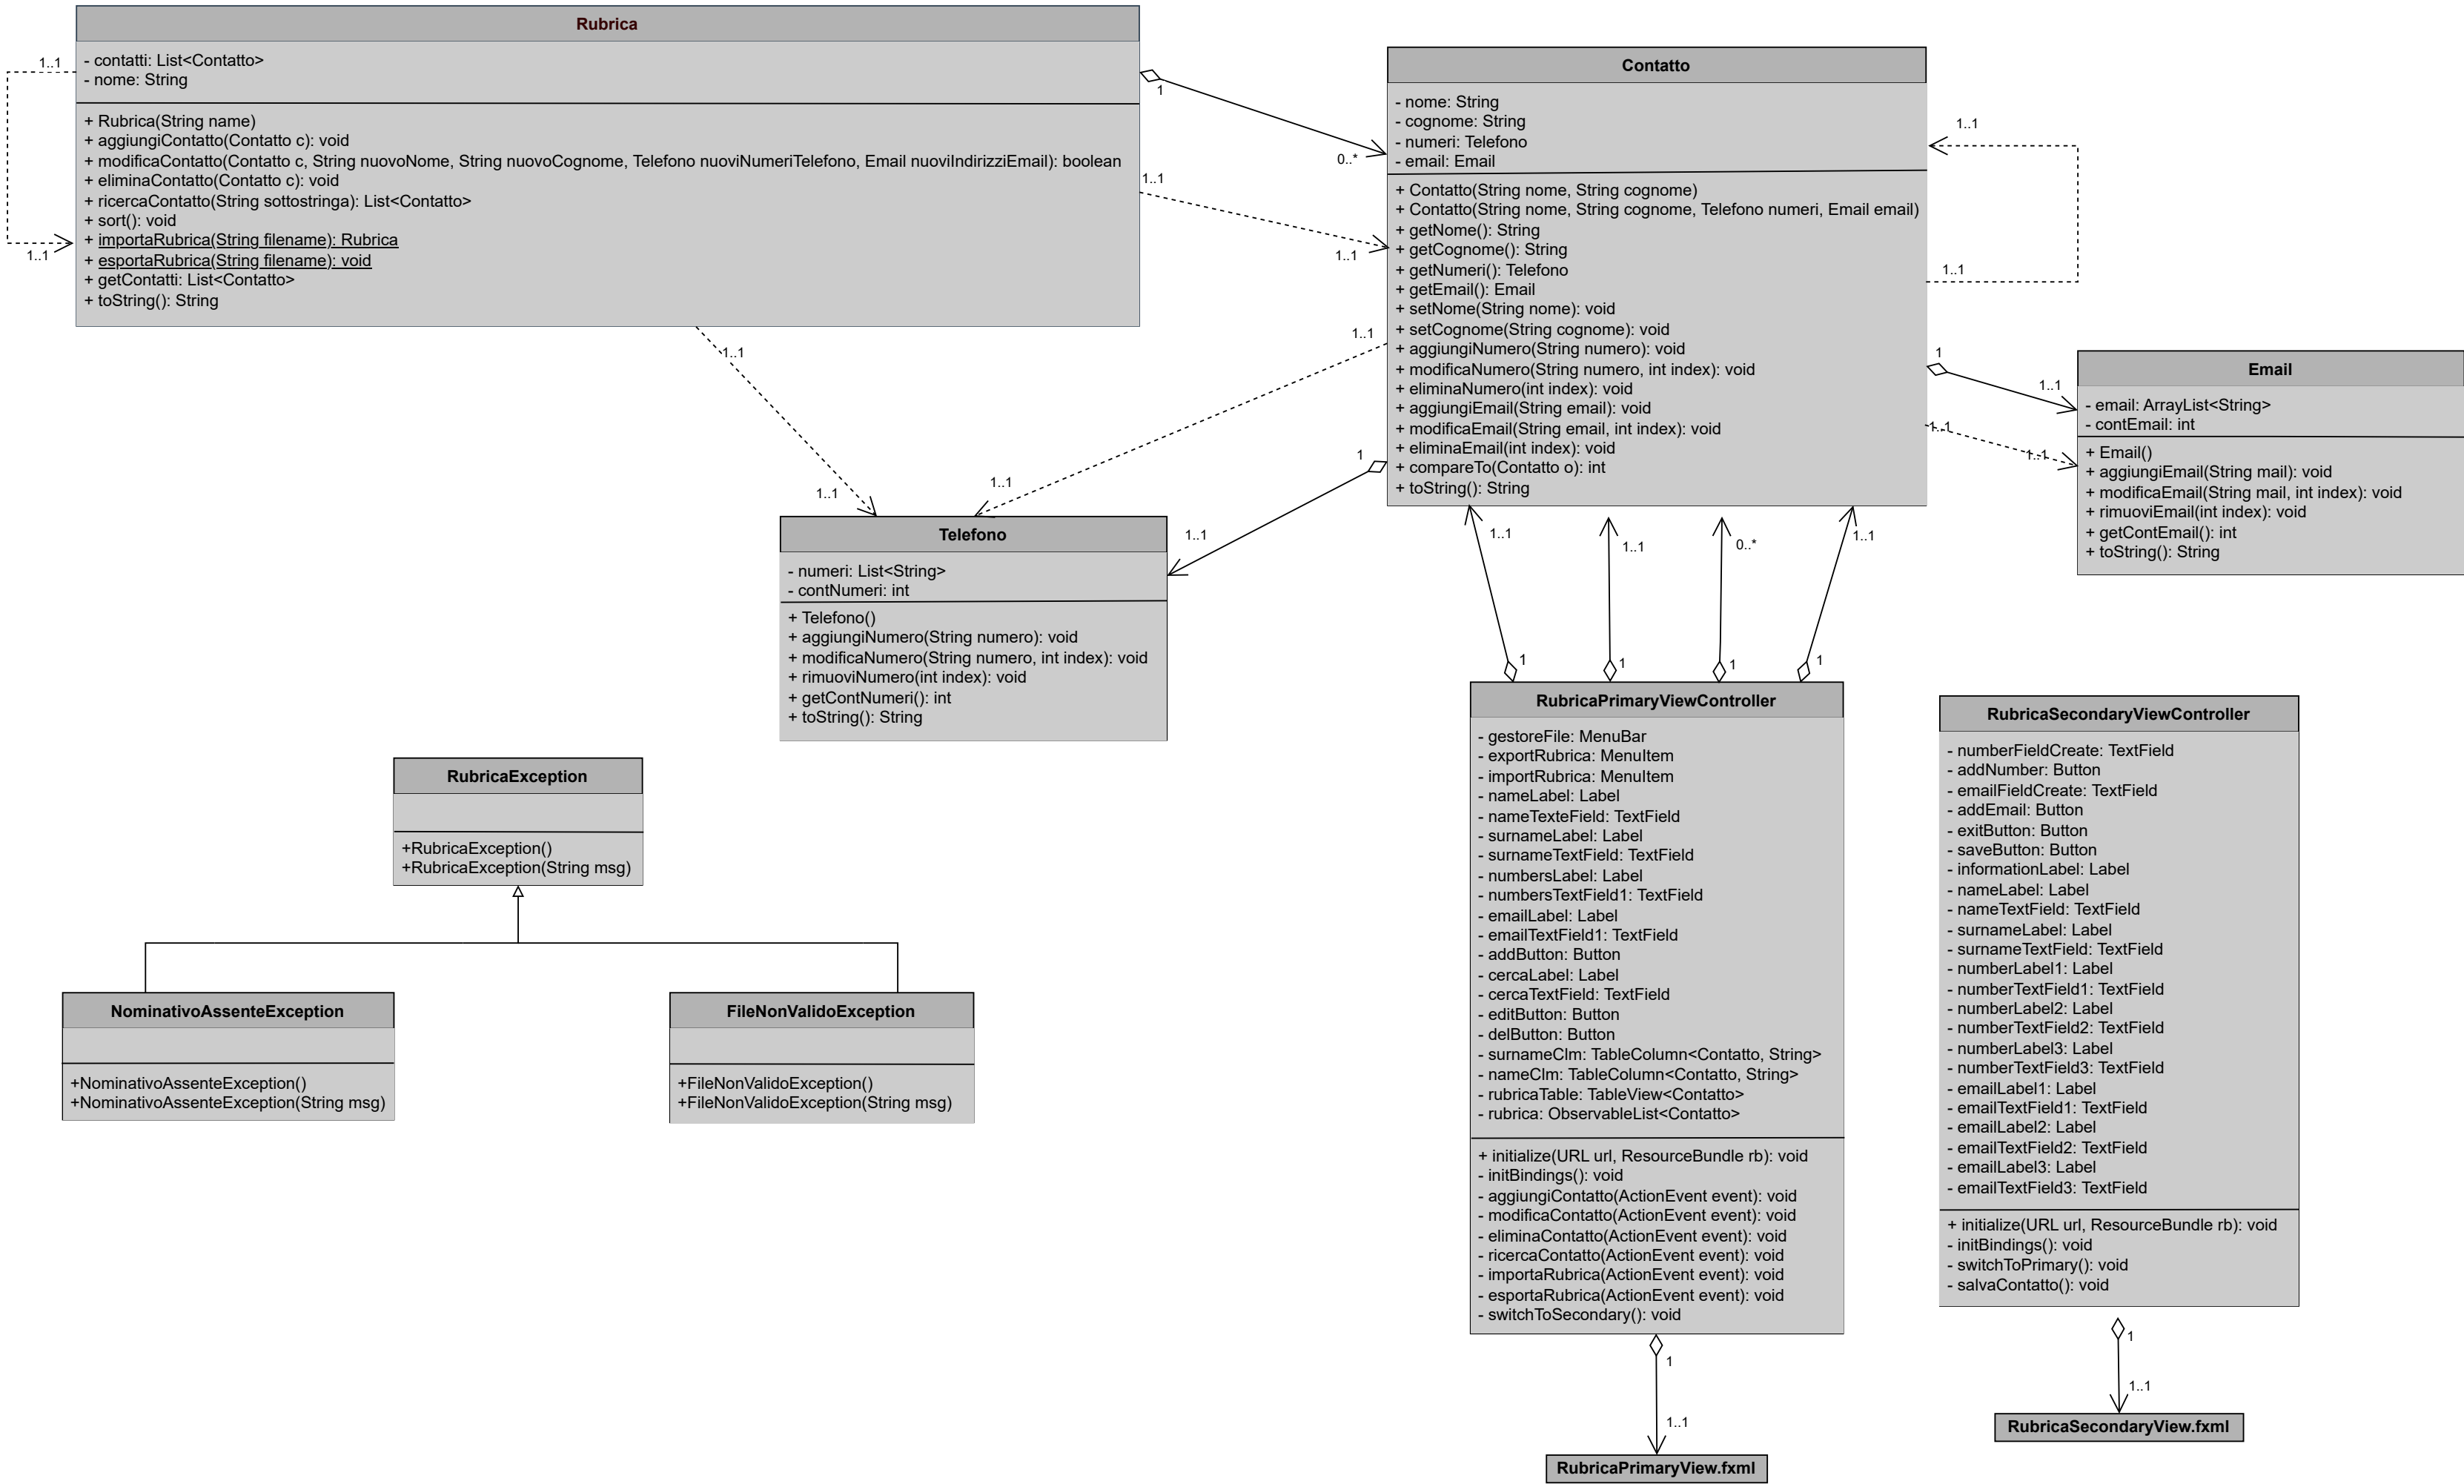 Rubrica
- contatti: List<Contatto>
- nome: String
+ Rubrica(String name)
+ aggiungiContatto(Contatto c): void
+ modificaContatto(Contatto c, String nuovoNome, String nuovoCognome, Telefono nuoviNumeriTelefono, Email nuoviIndirizziEmail): boolean
+ eliminaContatto(Contatto c): void
+ ricercaContatto(String sottostringa): List<Contatto>
+ sort(): void
+ importaRubrica(String filename): Rubrica
+ esportaRubrica(String filename): void
+ getContatti: List<Contatto>
+ toString(): String
1..1
1..1
1
0..*
1..1
1..1
1..1
1..1
Contatto
- nome: String
- cognome: String
- numeri: Telefono
- email: Email
+ Contatto(String nome, String cognome)
+ Contatto(String nome, String cognome, Telefono numeri, Email email)
+ getNome(): String
+ getCognome(): String
+ getNumeri(): Telefono
+ getEmail(): Email
+ setNome(String nome): void
+ setCognome(String cognome): void
+ aggiungiNumero(String numero): void
+ modificaNumero(String numero, int index): void
+ eliminaNumero(int index): void
+ aggiungiEmail(String email): void
+ modificaEmail(String email, int index): void
+ eliminaEmail(int index): void
+ compareTo(Contatto o): int
+ toString(): String
1..1
1..1
1..1
1..1
1
1..1
1
1..1
1..1
1..1
Email
- email: ArrayList<String>
- contEmail: int
+ Email()
+ aggiungiEmail(String mail): void
+ modificaEmail(String mail, int index): void
+ rimuoviEmail(int index): void
+ getContEmail(): int
+ toString(): String
Telefono
- numeri: List<String>
- contNumeri: int
+ Telefono()
+ aggiungiNumero(String numero): void
+ modificaNumero(String numero, int index): void
+ rimuoviNumero(int index): void
+ getContNumeri(): int
+ toString(): String
1..1
1..1
0..*
1..1
1
1
1
1
RubricaException
+RubricaException()
+RubricaException(String msg)
NominativoAssenteException
+NominativoAssenteException()
+NominativoAssenteException(String msg)
FileNonValidoException
+FileNonValidoException()
+FileNonValidoException(String msg)
RubricaPrimaryViewController
- gestoreFile: MenuBar
- exportRubrica: MenuItem
- importRubrica: MenuItem
- nameLabel: Label
- nameTexteField: TextField
- surnameLabel: Label
- surnameTextField: TextField
- numbersLabel: Label
- numbersTextField1: TextField
- emailLabel: Label
- emailTextField1: TextField
- addButton: Button
- cercaLabel: Label
- cercaTextField: TextField
- editButton: Button
- delButton: Button
- surnameClm: TableColumn<Contatto, String>
- nameClm: TableColumn<Contatto, String>
- rubricaTable: TableView<Contatto>
- rubrica: ObservableList<Contatto>
+ initialize(URL url, ResourceBundle rb): void
- initBindings(): void
- aggiungiContatto(ActionEvent event): void
- modificaContatto(ActionEvent event): void
- eliminaContatto(ActionEvent event): void
- ricercaContatto(ActionEvent event): void
- importaRubrica(ActionEvent event): void
- esportaRubrica(ActionEvent event): void
- switchToSecondary(): void
1
1..1
RubricaPrimaryView.fxml
RubricaSecondaryViewController
- numberFieldCreate: TextField
- addNumber: Button
- emailFieldCreate: TextField
- addEmail: Button
- exitButton: Button
- saveButton: Button
- informationLabel: Label
- nameLabel: Label
- nameTextField: TextField
- surnameLabel: Label
- surnameTextField: TextField
- numberLabel1: Label
- numberTextField1: TextField
- numberLabel2: Label
- numberTextField2: TextField
- numberLabel3: Label
- numberTextField3: TextField
- emailLabel1: Label
- emailTextField1: TextField
- emailLabel2: Label
- emailTextField2: TextField
- emailLabel3: Label
- emailTextField3: TextField
+ initialize(URL url, ResourceBundle rb): void
- initBindings(): void
- switchToPrimary(): void
- salvaContatto(): void
1
1..1
RubricaSecondaryView.fxml